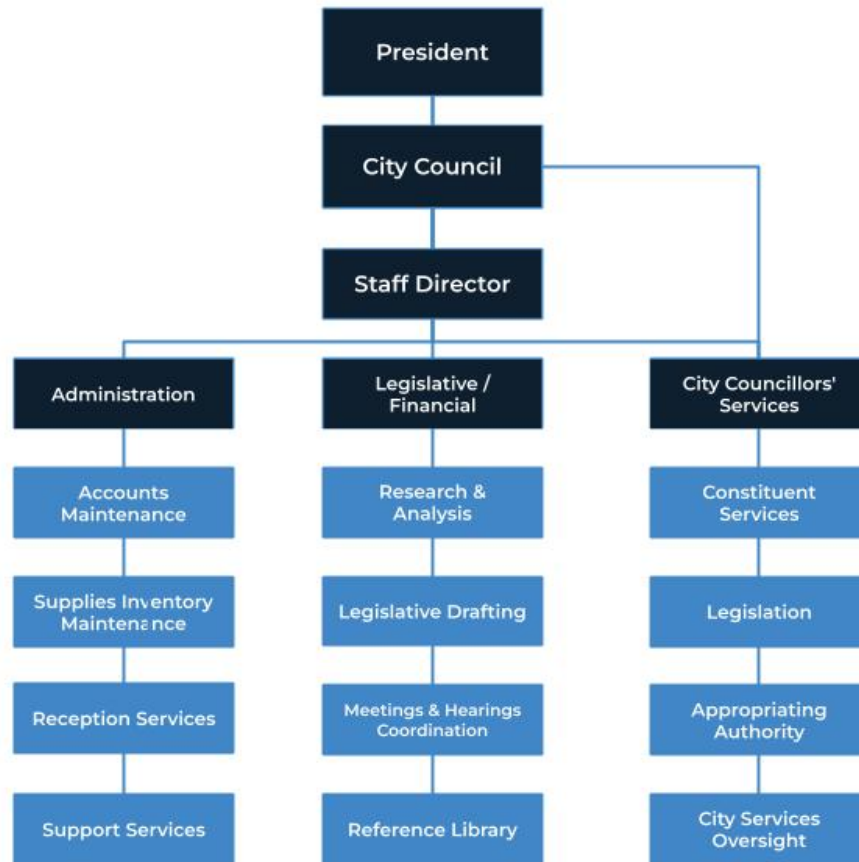 President
City Council
Staff Director
Administration
Legislative /
Financial
City Councillors'
Services
Accounts
Maintenance
Research &
Analysis
Constituent
Services
Supplies Inventory
Maintenance
Legislative Drafting
Legislation
Reception Services
Meetings & Hearings
Coordination
Appropriating
Authority
Support Services
Reference Library
City Services
Oversight